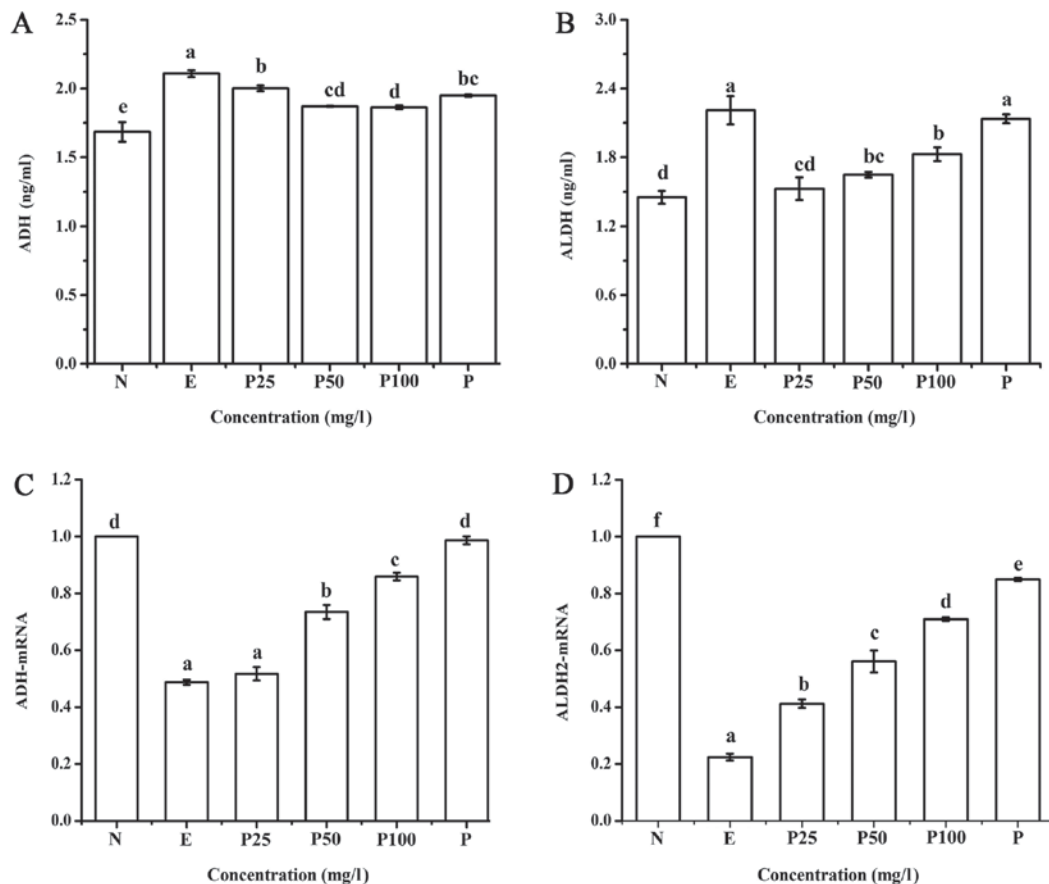 A
ADH (ng/ml)
2.5
2.0
1.5
1.0
0.5
0.0
e
a
b
cd
d
bc
N E P25 P50 P100 P
Concentration (mg/l)
B
ALDH (ng/ml)
3.0
2.4
1.8
1.2
0.6
0.0
d
a
cd
bc
b
a
N E P25 P50 P100 P
Concentration (mg/l)
C
ADH-mRNA
1.2
1.0
0.8
0.6
0.4
0.2
0.0
d
a
a
b
c
d
N E P25 P50 P100 P
Concentration (mg/l)
D
ALDH2-mRNA
1.2
1.0
0.8
0.6
0.4
0.2
0.0
f
a
b
c
d
e
N E P25 P50 P100 P
Concentration (mg/l)